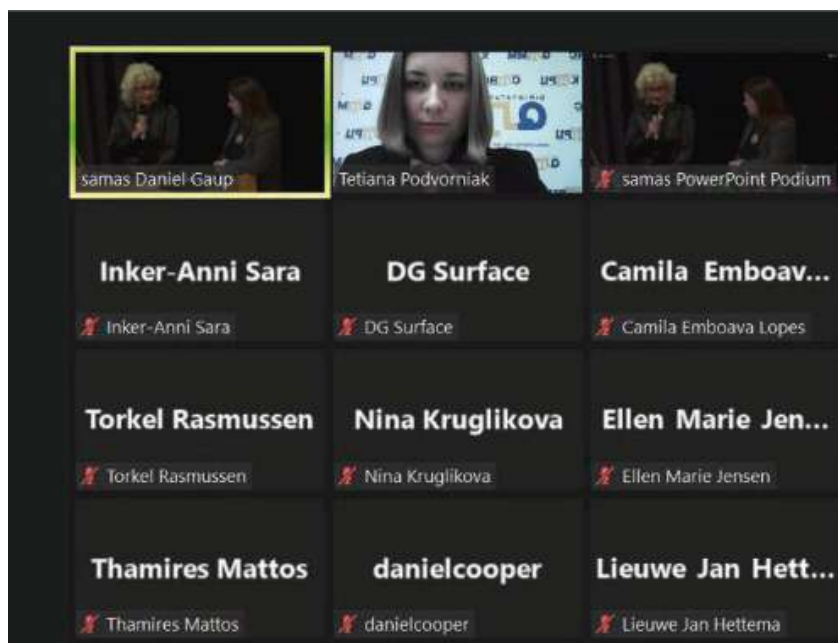 samas Daniel Gaup
Tetiana Podvorniak
samas PowerPoint Podium
Inker-Anni Sara
DG Surface
Camila Emboav...
Inker-Anni Sara
DG Surface
Camila Emboava Lopes
Torkel Rasmussen
Nina Kruglikova
Ellen Marie Jen...
Torkel Rasmussen
Nina Kruglikova
Ellen Marie Jensen
Thamires Mattos
danielcooper
Lieuwe Jan Hett...
Thamires Mattos
danielcooper
Lieuwe Jan Hettema